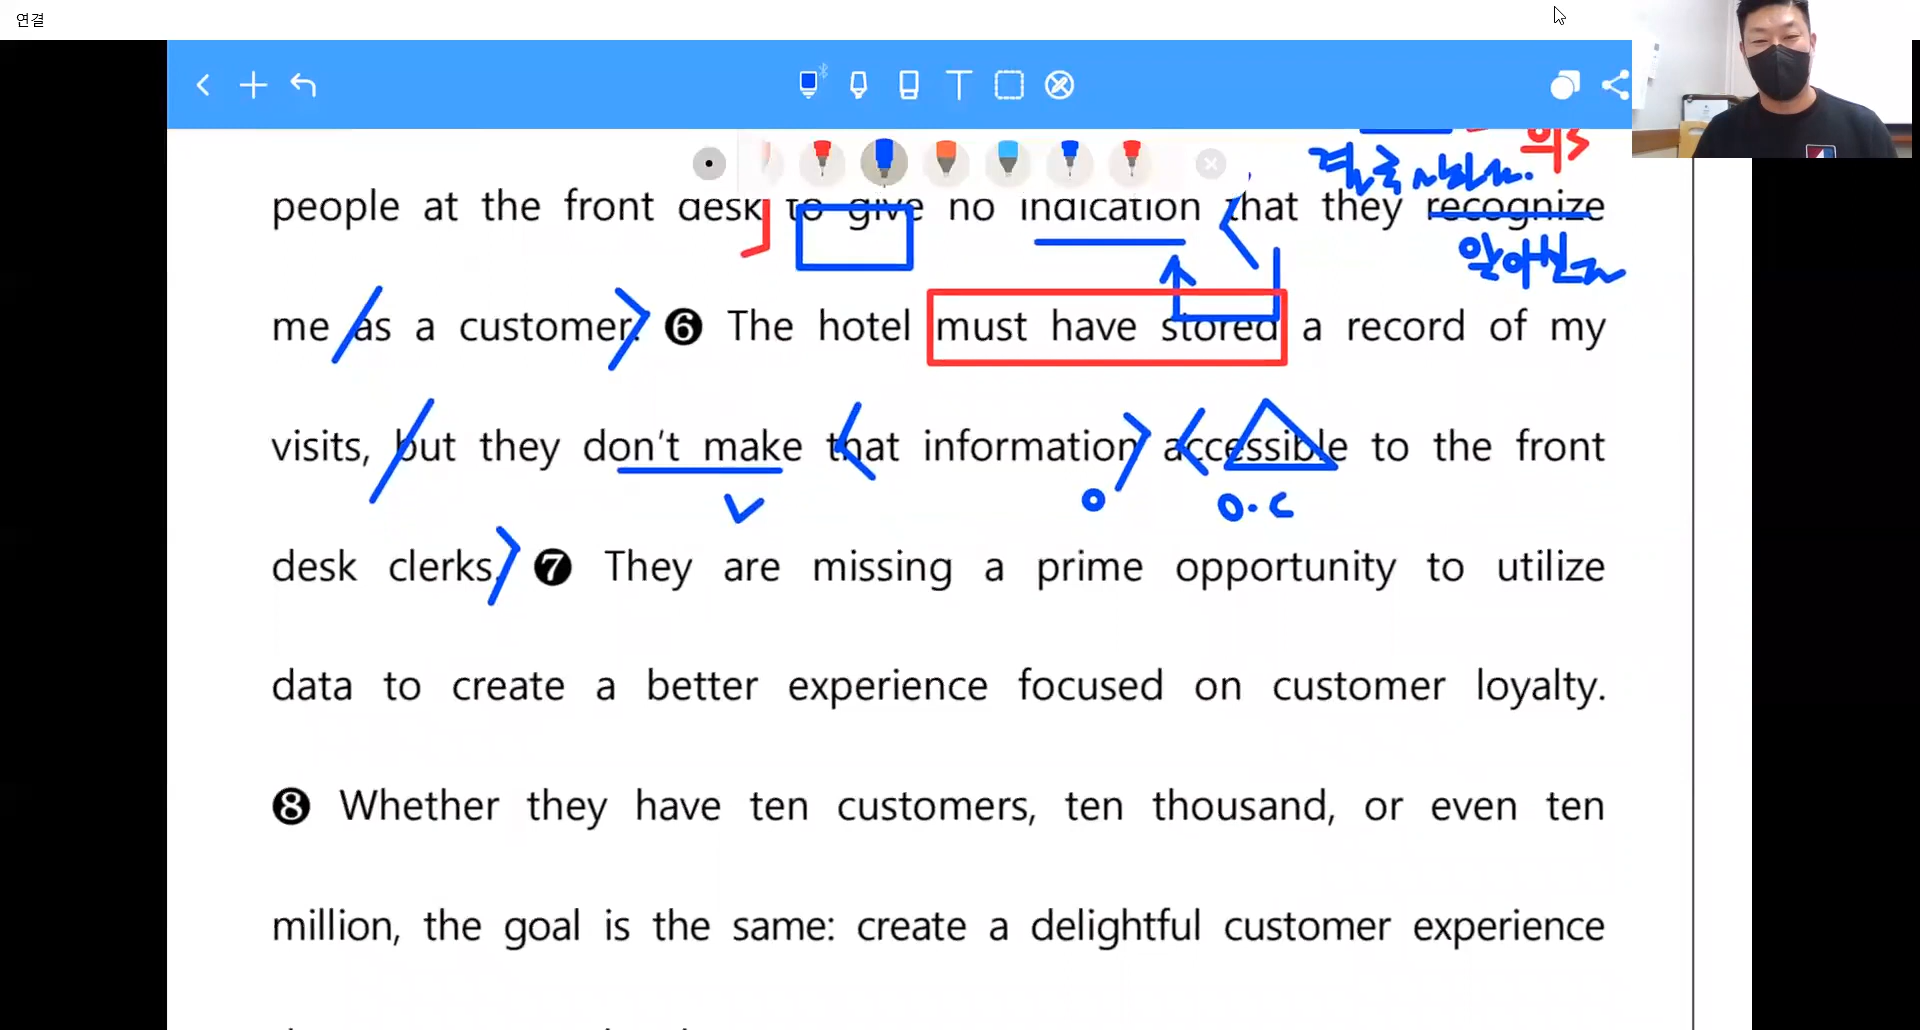 연결
people at the front desk to give no indication that they recognize
알아본다
me as a customer. ❻ The hotel must have stored a record of my
visits, but they don't make that information accessible to the front
V O O.C
desk clerks. ❼ They are missing a prime opportunity to utilize
data to create a better experience focused on customer loyalty.
❽ Whether they have ten customers, ten thousand, or even ten
million, the goal is the same: create a delightful customer experience